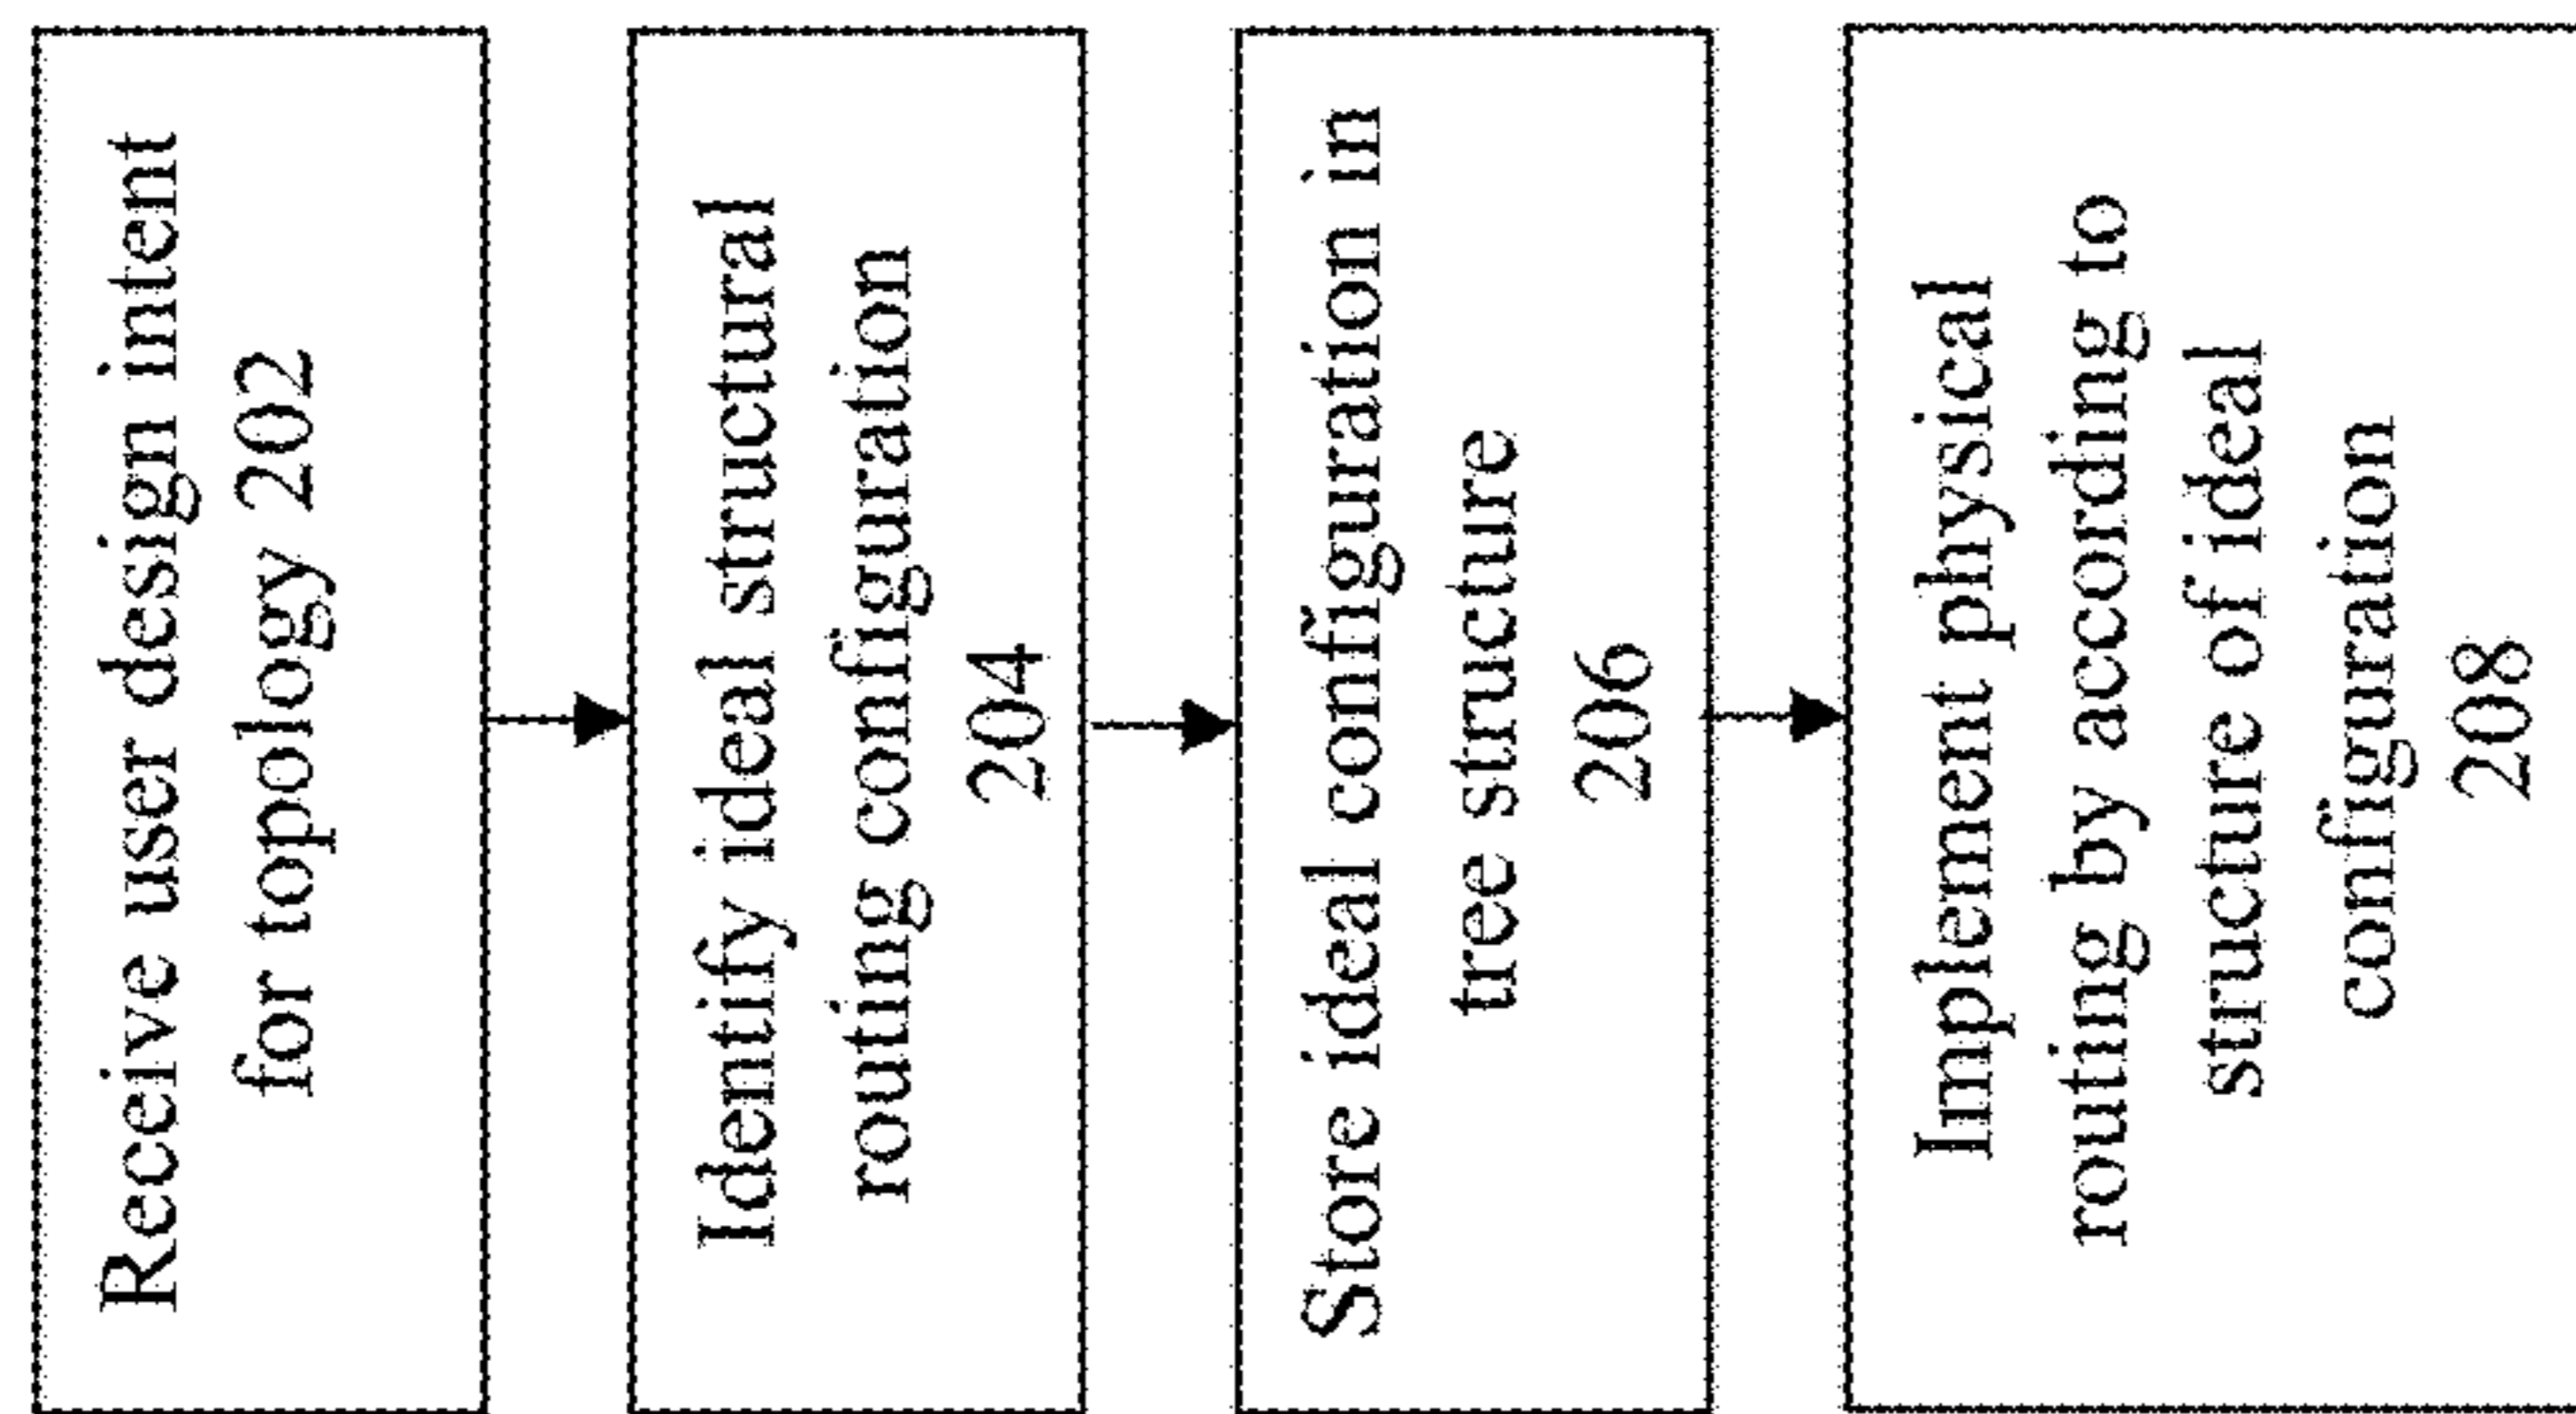 Receive user design intent
for topology 202
Identify ideal structural
routing configuration
204
Store ideal configuration in
tree structure
206
Implement physical
routing by according to
structure of ideal
configuration
208